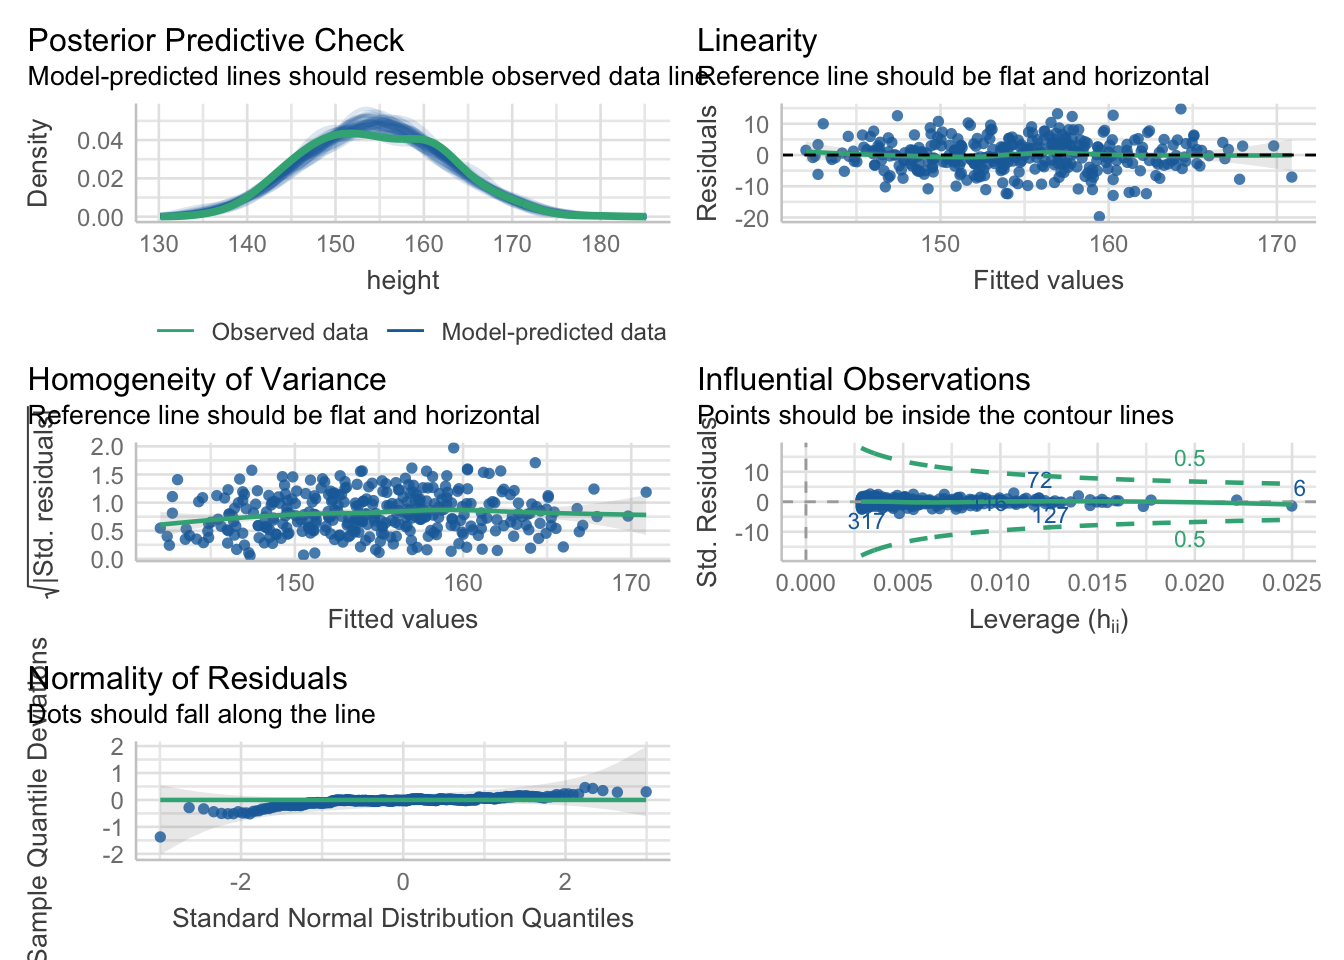 Posterior Predictive Check
Model-predicted lines should resemble observed data line
Density
0.04
0.02
0.00
130 140 150 160 170 180
height
Observed data
Model-predicted data
Linearity
Reference line should be flat and horizontal
Residuals
10
0
-10
-20
150 160 170
Fitted values
Homogeneity of Variance
Reference line should be flat and horizontal
√|Std. residuals|
2.0
1.5
1.0
0.5
0.0
150 160 170
Fitted values
Influential Observations
Points should be inside the contour lines
Std. Residuals
10
0
-10
0.5
72
6
317
127
0.5
0.000 0.005 0.010 0.015 0.020 0.025
Leverage (hii)
Normality of Residuals
Dots should fall along the line
Sample Quantile Deviations
2
1
0
-1
-2
-2 0 2
Standard Normal Distribution Quantiles